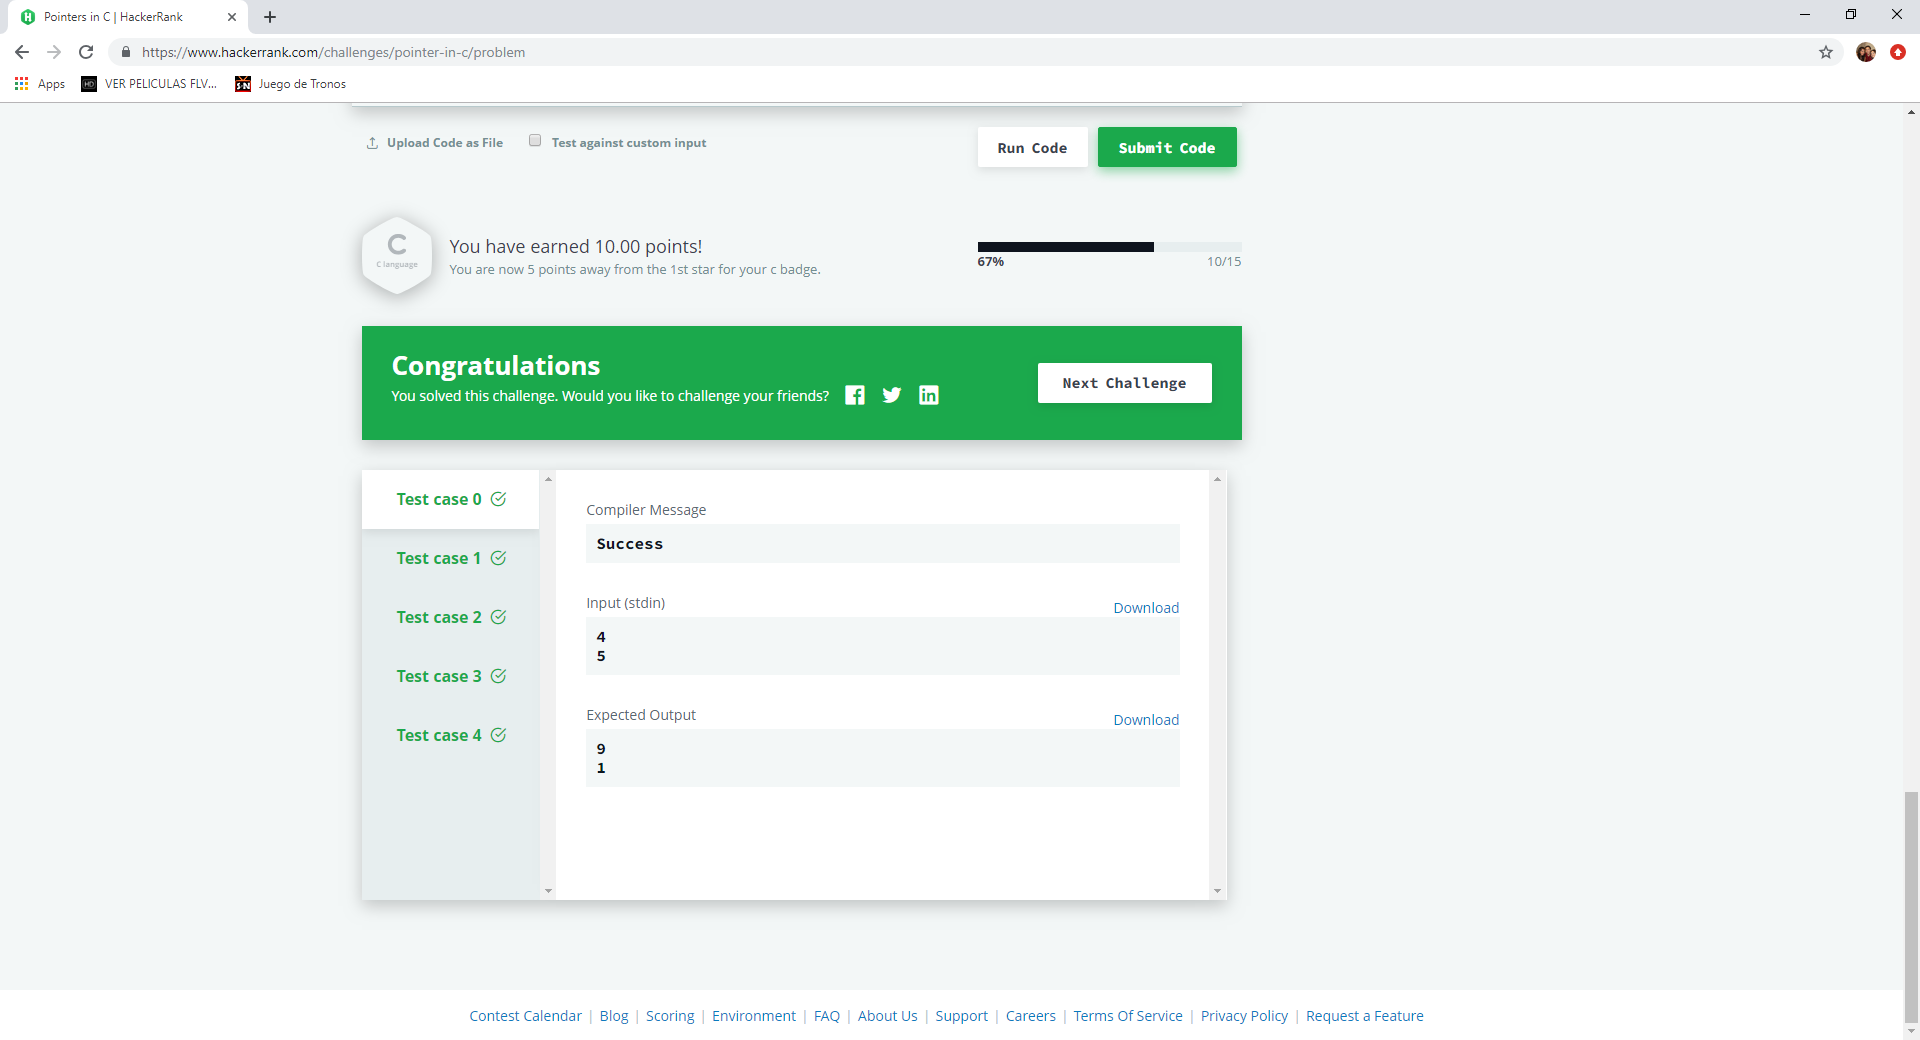 Pointers in C | HackerRank
https://www.hackerrank.com/challenges/pointer-in-c/problem
Apps HD VER PELICULAS FLV... S:N Juego de Tronos
Upload Code as File Test against custom input Run Code Submit Code
C
C language
You have earned 10.00 points!
You are now 5 points away from the 1st star for your c badge.
67% 10/15
Congratulations
You solved this challenge. Would you like to challenge your friends?
Next Challenge
Test case 0
Test case 1
Test case 2
Test case 3
Test case 4
Compiler Message
Success
Input (stdin) Download
4
5
Expected Output Download
9
1
Contest Calendar | Blog | Scoring | Environment | FAQ | About Us | Support | Careers | Terms Of Service | Privacy Policy | Request a Feature